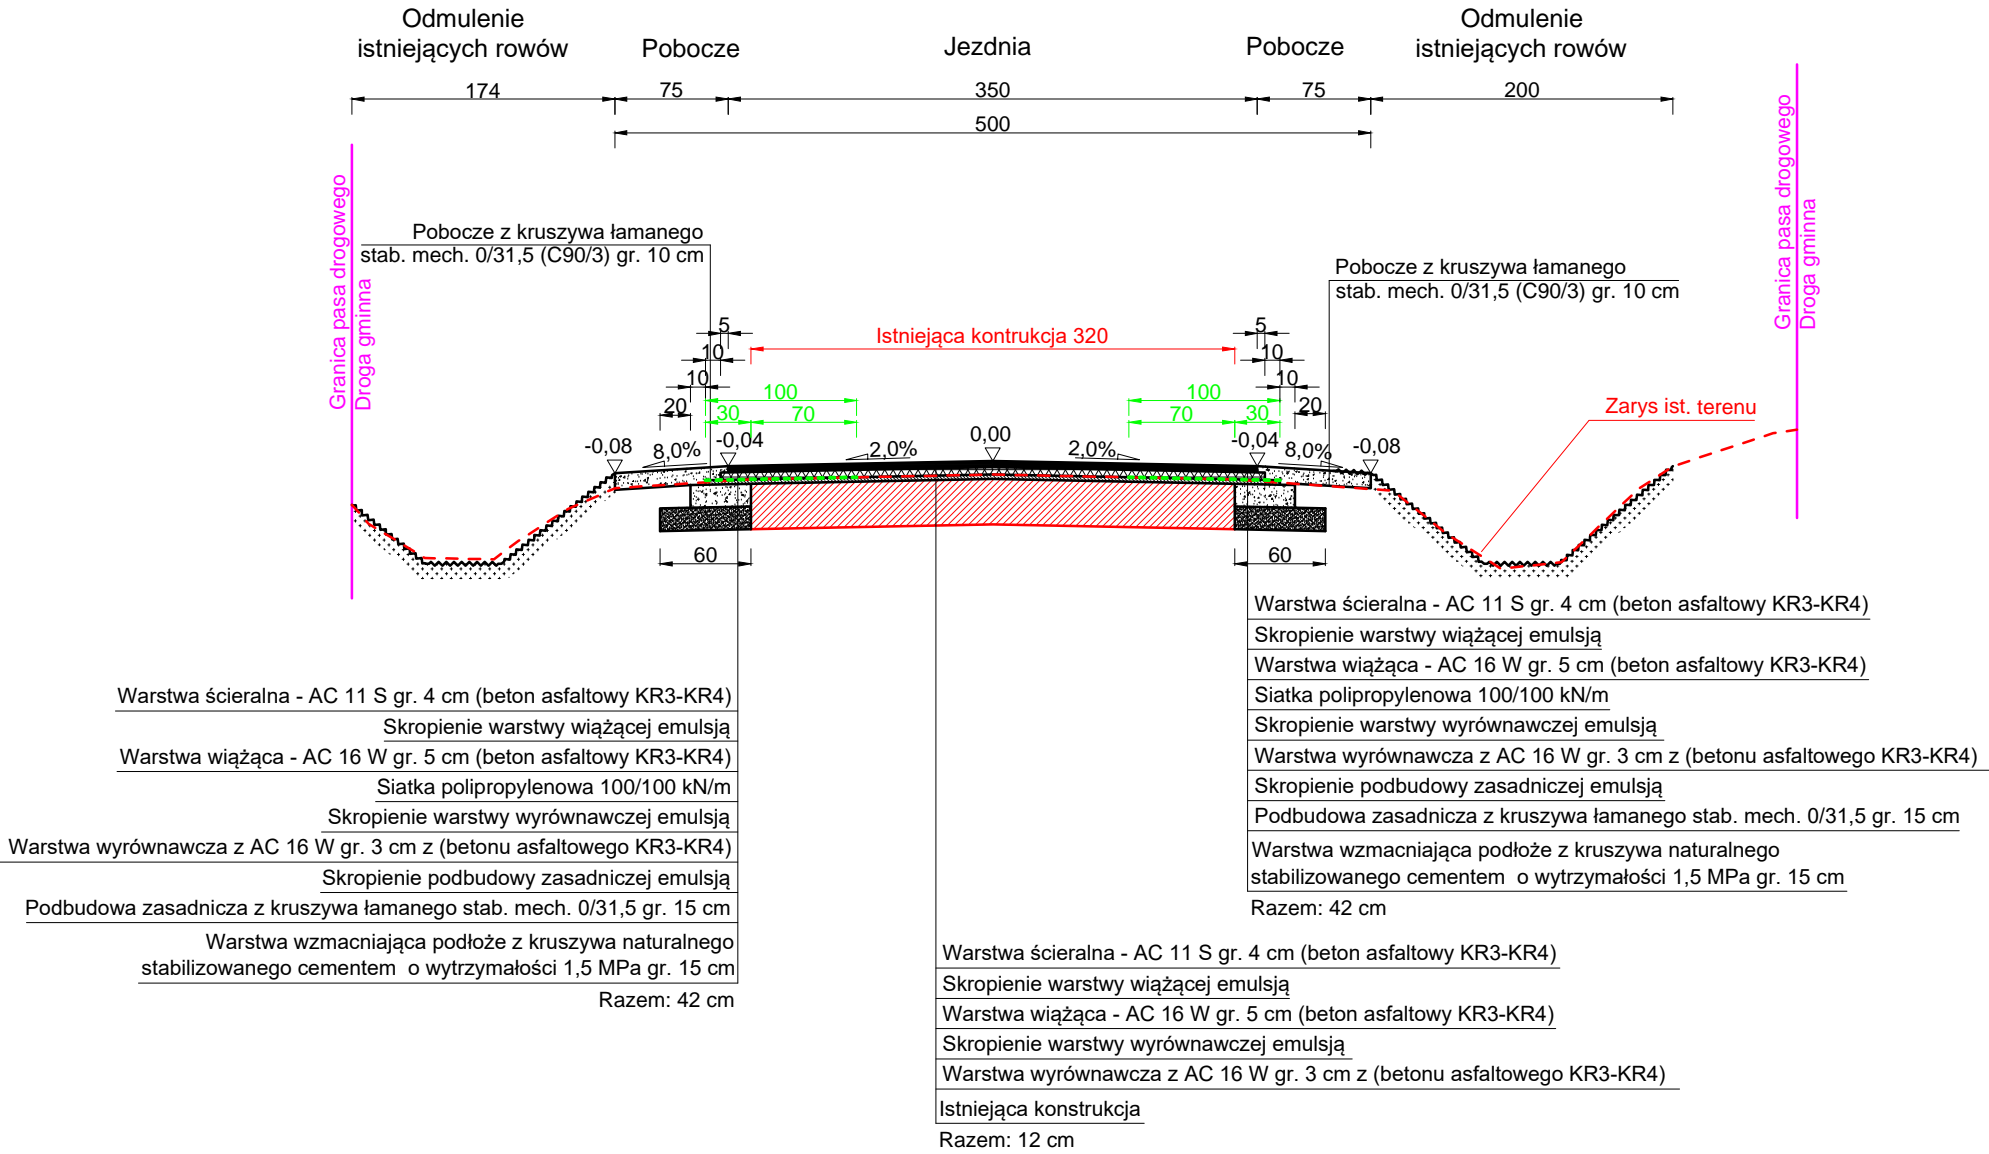 Odmulenie
istniejących rowów
Pobocze
Jezdnia
Pobocze
Odmulenie
istniejących rowów
174
75
350
75
200
500
Granica pasa drogowego
Droga gminna
Pobocze z kruszywa łamanego
stab. mech. 0/31,5 (C90/3) gr. 10 cm
Pobocze z kruszywa łamanego
stab. mech. 0/31,5 (C90/3) gr. 10 cm
Granica pasa drogowego
Droga gminna
5
Istniejąca kontrukcja 320
5
10
10
10
10
100
100
20
30
70
70
30
20
Zarys ist. terenu
-0,08
8,0%
-0,04
2,0%
0,00
2,0%
-0,04
8,0%
-0,08
60
60
Warstwa ścieralna - AC 11 S gr. 4 cm (beton asfaltowy KR3-KR4)
Skropienie warstwy wiążącej emulsją
Warstwa wiążąca - AC 16 W gr. 5 cm (beton asfaltowy KR3-KR4)
Siatka polipropylenowa 100/100 kN/m
Skropienie warstwy wyrównawczej emulsją
Warstwa wyrównawcza z AC 16 W gr. 3 cm z (betonu asfaltowego KR3-KR4)
Skropienie podbudowy zasadniczej emulsją
Podbudowa zasadnicza z kruszywa łamanego stab. mech. 0/31,5 gr. 15 cm
Warstwa wzmacniająca podłoże z kruszywa naturalnego
stabilizowanego cementem o wytrzymałości 1,5 MPa gr. 15 cm
Razem: 42 cm
Warstwa ścieralna - AC 11 S gr. 4 cm (beton asfaltowy KR3-KR4)
Skropienie warstwy wiążącej emulsją
Warstwa wiążąca - AC 16 W gr. 5 cm (beton asfaltowy KR3-KR4)
Siatka polipropylenowa 100/100 kN/m
Skropienie warstwy wyrównawczej emulsją
Warstwa wyrównawcza z AC 16 W gr. 3 cm z (betonu asfaltowego KR3-KR4)
Skropienie podbudowy zasadniczej emulsją
Podbudowa zasadnicza z kruszywa łamanego stab. mech. 0/31,5 gr. 15 cm
Warstwa wzmacniająca podłoże z kruszywa naturalnego
stabilizowanego cementem o wytrzymałości 1,5 MPa gr. 15 cm
Razem: 42 cm
Warstwa ścieralna - AC 11 S gr. 4 cm (beton asfaltowy KR3-KR4)
Skropienie warstwy wiążącej emulsją
Warstwa wiążąca - AC 16 W gr. 5 cm (beton asfaltowy KR3-KR4)
Skropienie warstwy wyrównawczej emulsją
Warstwa wyrównawcza z AC 16 W gr. 3 cm z (betonu asfaltowego KR3-KR4)
Istniejąca konstrukcja
Razem: 12 cm